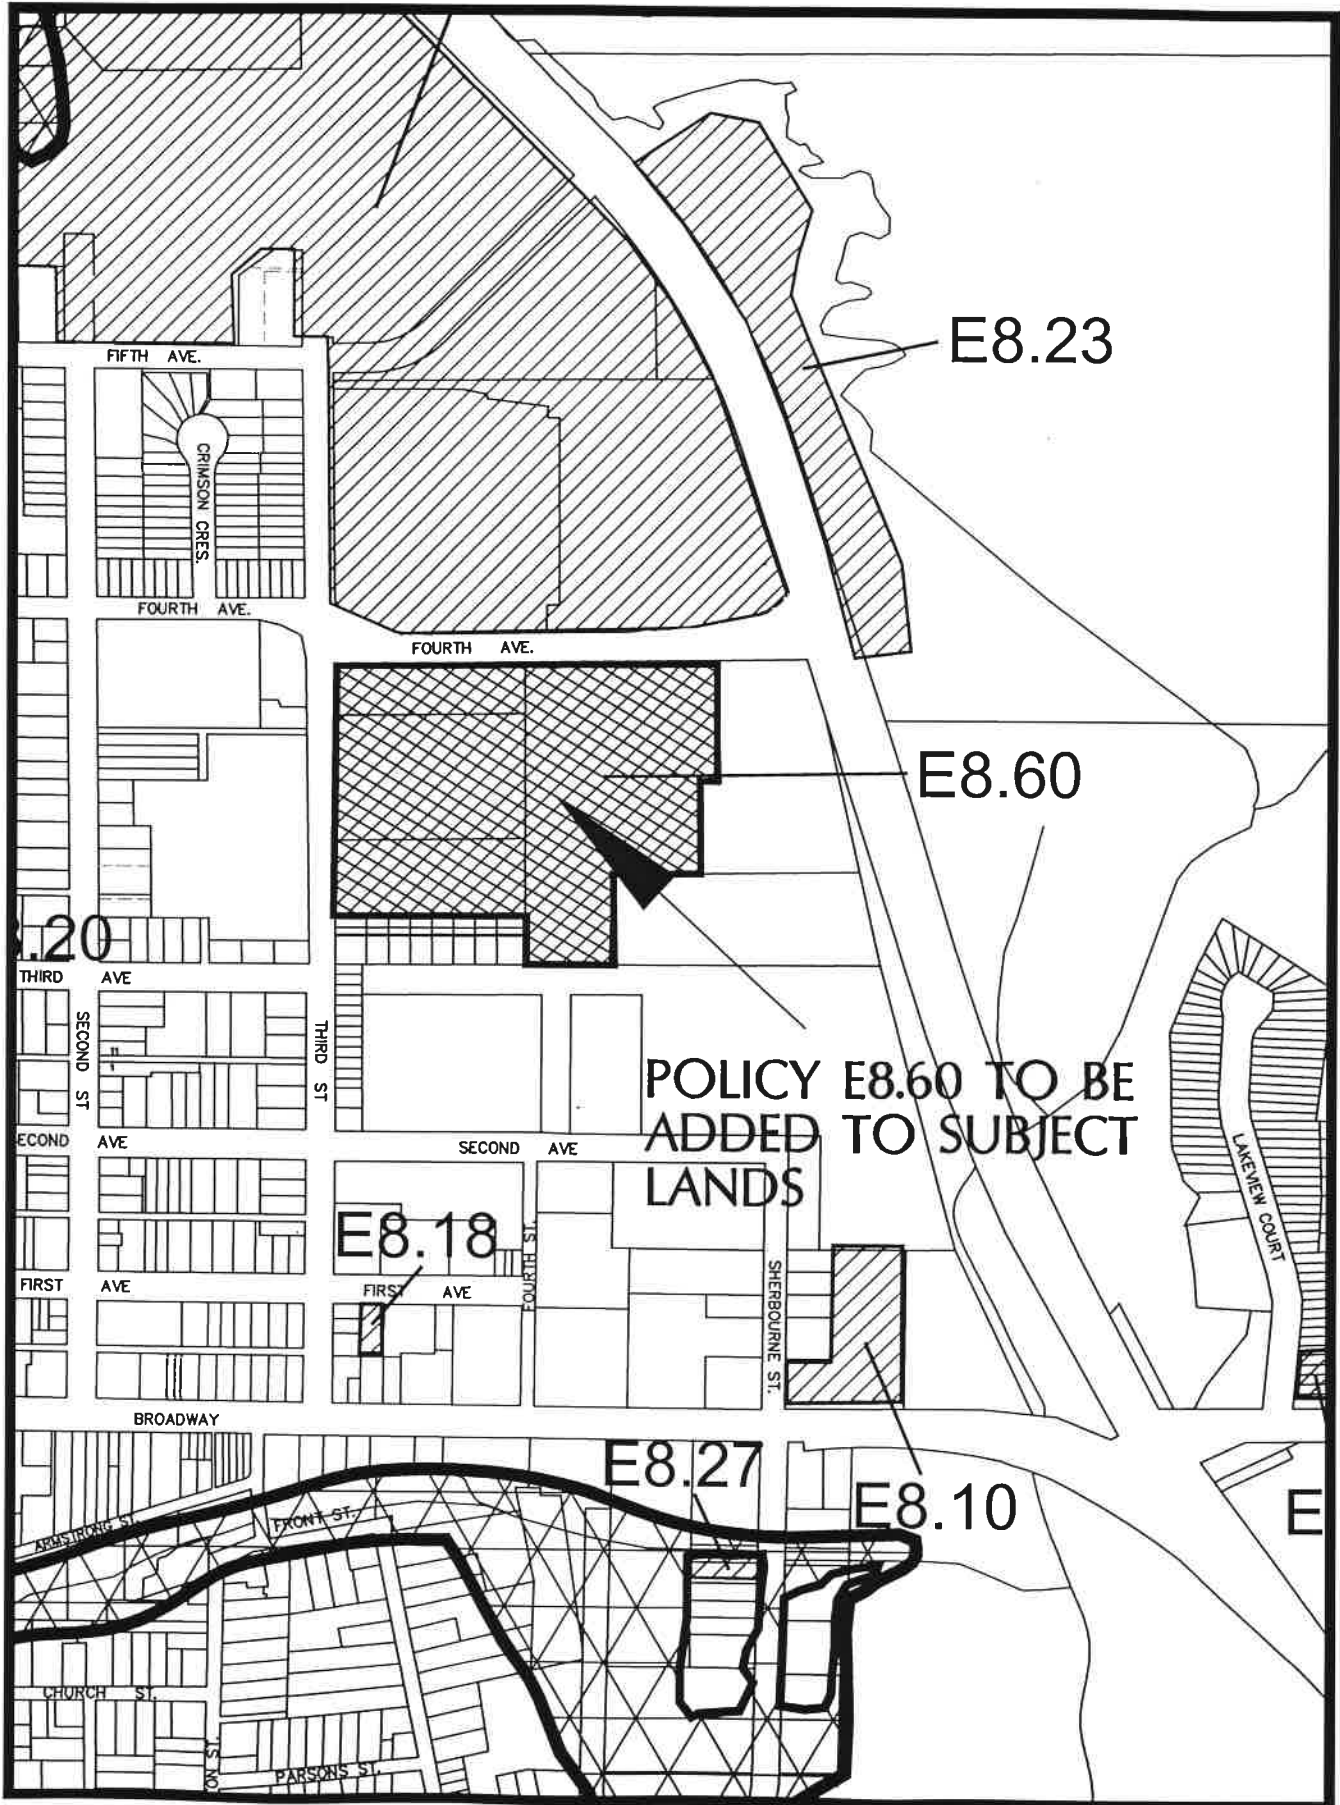 E8.23
FIFTH AVE.
CRIMSON CRES.
FOURTH AVE.
FOURTH AVE.
E8.60
.20
THIRD AVE
SECOND ST
THIRD ST
POLICY E8.60 TO BE
ADDED TO SUBJECT
LANDS
ECOND AVE
SECOND AVE
LAKEVIEW COURT
E8.18
FOURTH ST.
SHERBOURNE ST.
FIRST AVE
FIRST AVE
BROADWAY
E8.27
E8.10
E
ARMSTRONG ST.
FRONT ST.
CHURCH ST.
ON ST.
PARSONS ST.